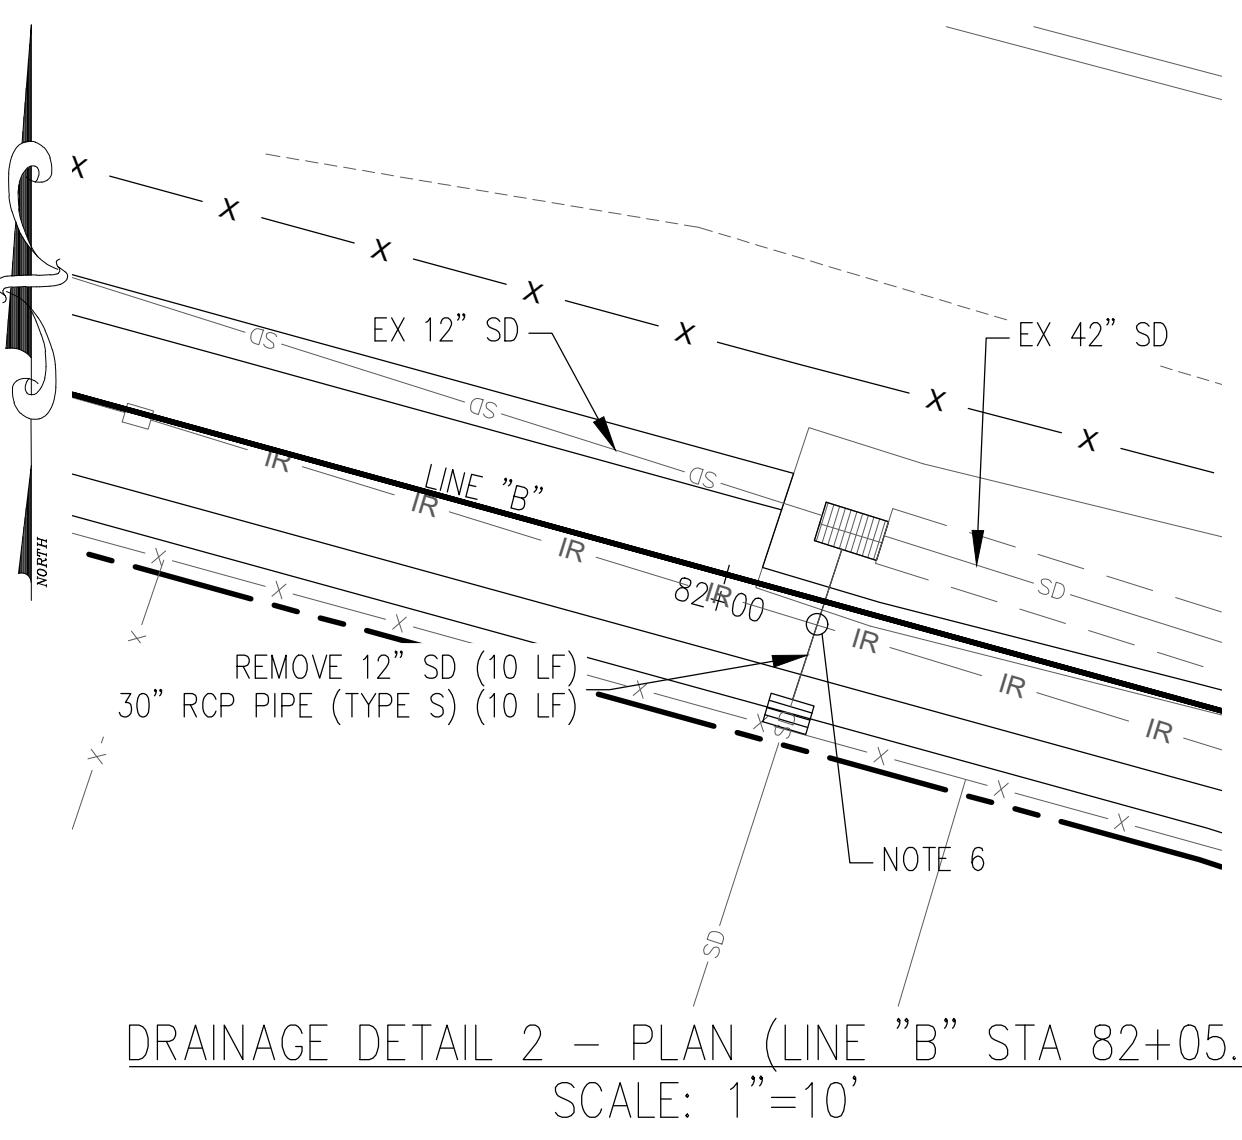 X
X
X
X
X
X
X
EX 12” SD
EX 42” SD
SD
SD
SD
SD
LINE ”B”
IR
IR
IR
IR
IR
IR
IR
82+00
NORTH
X
X
X
X
X
X
X
X
X
X
REMOVE 12” SD (10 LF)
30” RCP PIPE (TYPE S) (10 LF)
SD
NOTE 6
SD
DRAINAGE DETAIL 2 – PLAN (LINE ”B” STA 82+05.
SCALE: 1”=10’